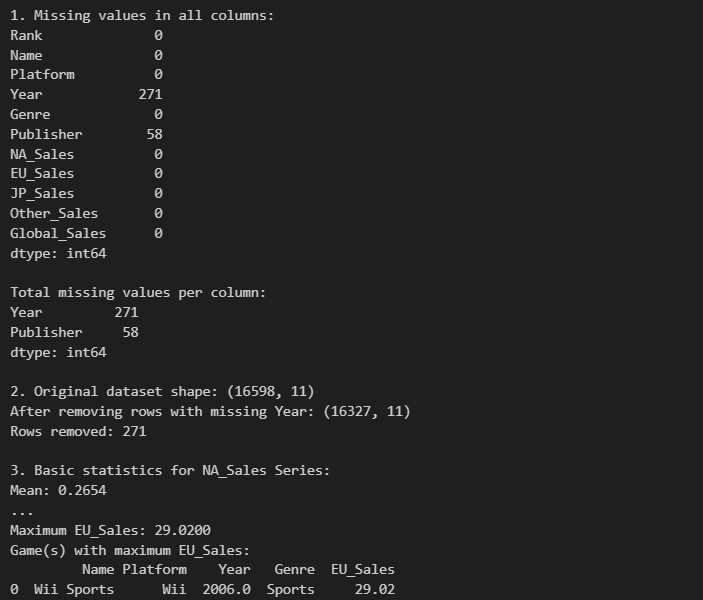 1. Missing values in all columns:
Rank 0
Name 0
Platform 0
Year 271
Genre 0
Publisher 58
NA_Sales 0
EU_Sales 0
JP_Sales 0
Other_Sales 0
Global_Sales 0
dtype: int64
Total missing values per column:
Year 271
Publisher 58
dtype: int64
2. Original dataset shape: (16598, 11)
After removing rows with missing Year: (16327, 11)
Rows removed: 271
3. Basic statistics for NA_Sales Series:
Mean: 0.2654
...
Maximum EU_Sales: 29.0200
Game(s) with maximum EU_Sales:
Name Platform Year Genre EU_Sales
0 Wii Sports Wii 2006.0 Sports 29.02